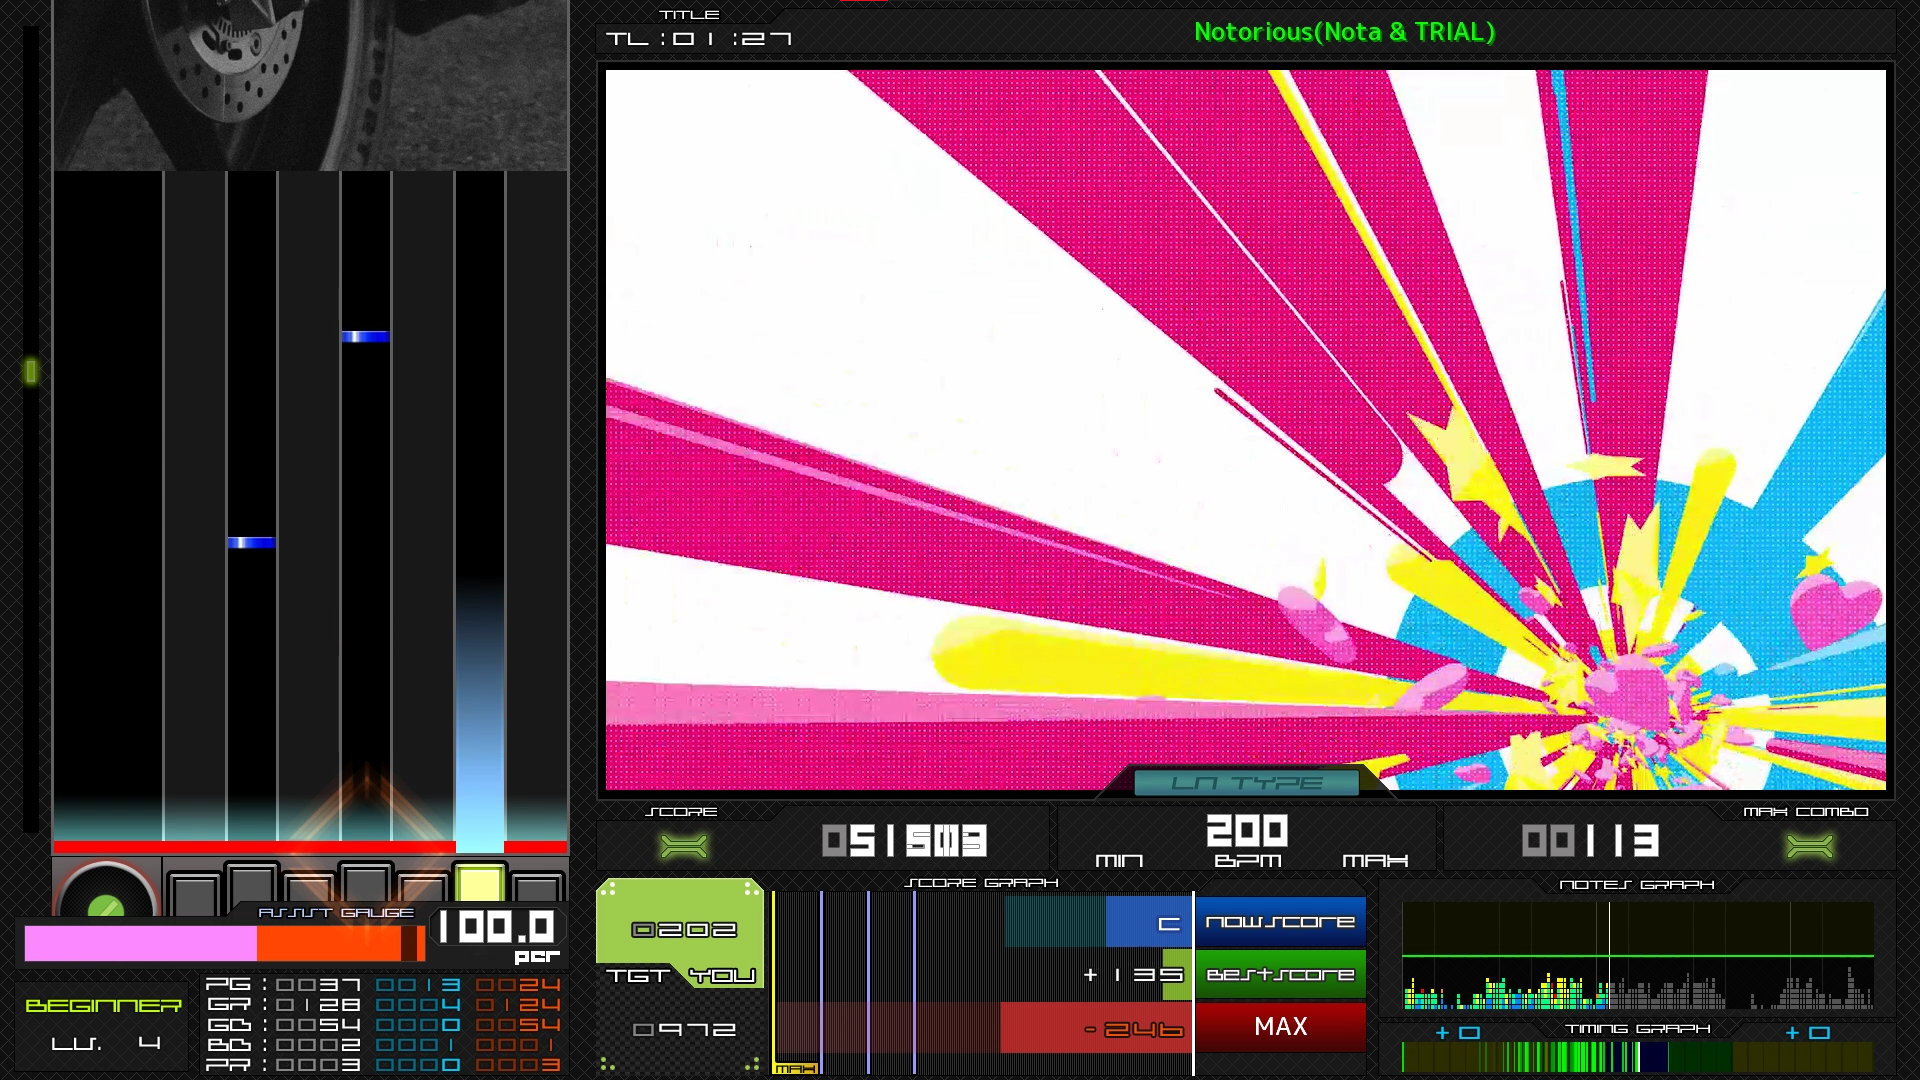 TITLE
TL:01:27
Notorious(Nota & TRIAL)
LN TYPE
SCORE
051503
200
MIN BPM MAX
MAX COMBO
00113
ASSIST GAUGE
100.0
pcr
BEGINNER
LV. 4
PG:0037 0013 0024
GR:0128 0004 0124
GD:0054 0000 0054
BD:0002 0001 0001
PR:0003 0000 0003
0202
TGT YOU
0972
SCORE GRAPH
C
NOWSCORE
+135
BESTSCORE
-246
MAX
MAX
NOTES GRAPH
+0 TIMING GRAPH +0